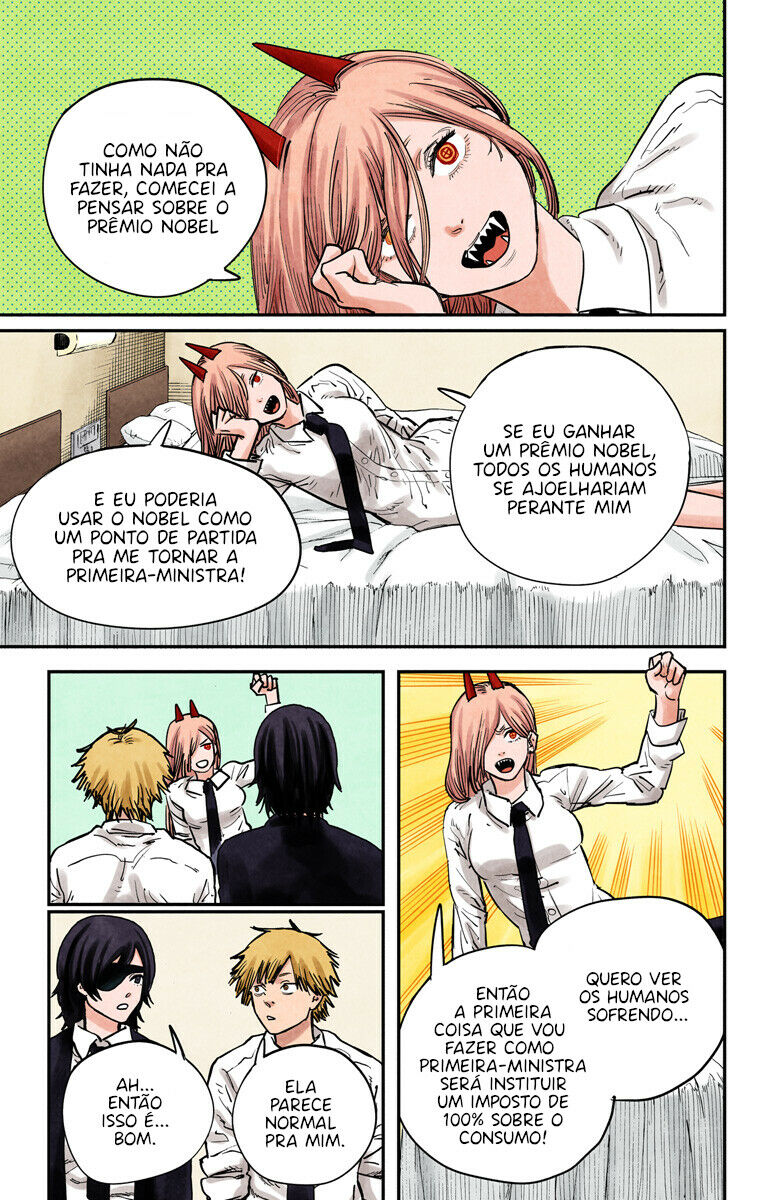 COMO NÃO
TINHA NADA PRA
FAZER, COMECEI A
PENSAR SOBRE O
PRÊMIO NOBEL
SE EU GANHAR
UM PRÊMIO NOBEL,
TODOS OS HUMANOS
SE AJOELHARIAM
PERANTE MIM
E EU PODERIA
USAR O NOBEL COMO
UM PONTO DE PARTIDA
PRA ME TORNAR A
PRIMEIRA-MINISTRA!
QUERO VER
OS HUMANOS
SOFRENDO...
ENTÃO
A PRIMEIRA
COISA QUE VOU
FAZER COMO
PRIMEIRA-MINISTRA
SERÁ INSTITUIR
UM IMPOSTO DE
100% SOBRE O
CONSUMO!
ELA
PARECE
NORMAL
PRA MIM.
AH...
ENTÃO
ISSO É...
BOM.